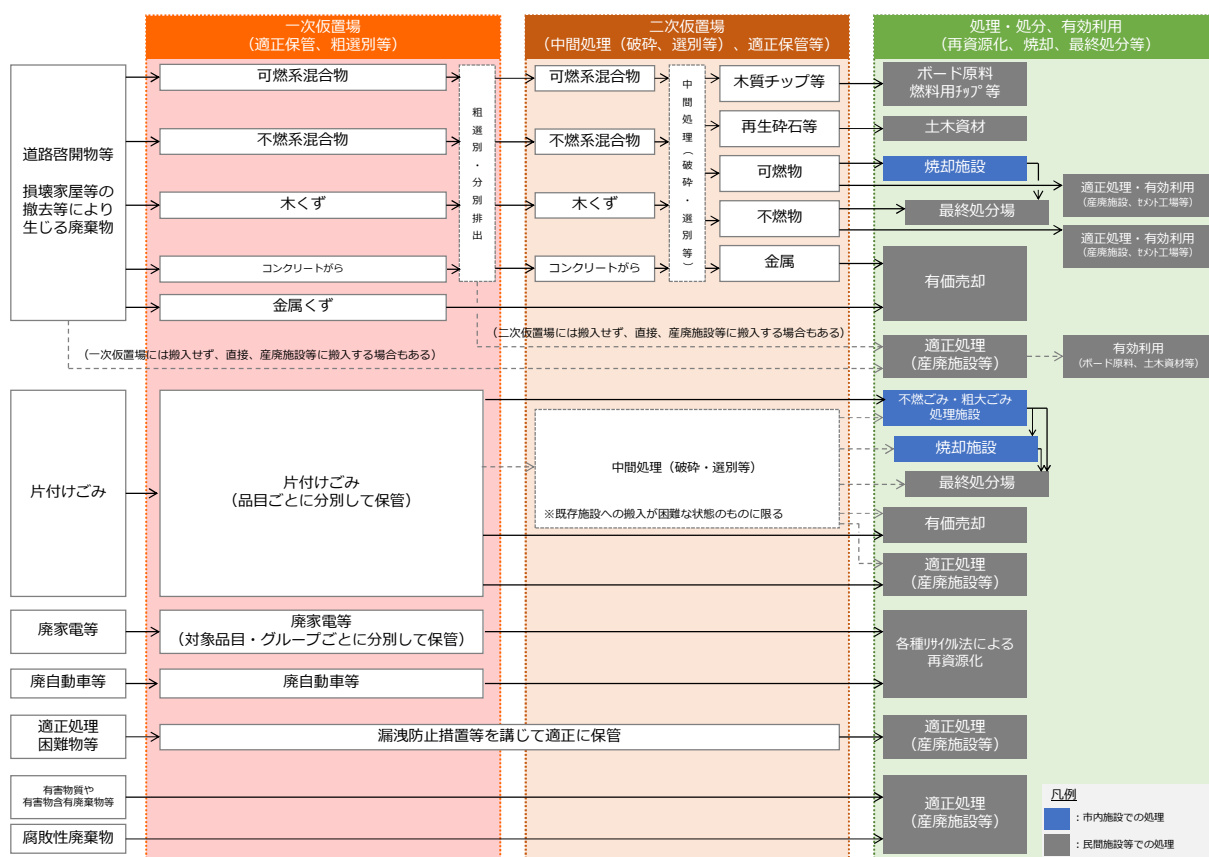 一次仮置場
（適正保管、粗選別等）
二次仮置場
（中間処理（破砕、選別等）、適正保管等）
処理・処分、有効利用
（再資源化、焼却、最終処分等）
道路啓開物等
損壊家屋等の
撤去等により
生じる廃棄物
可燃系混合物
不燃系混合物
木くず
コンクリートがら
金属くず
粗選別・分別排出
可燃系混合物
不燃系混合物
木くず
コンクリートがら
中間処理（破砕・選別等）
木質チップ等
再生砕石等
可燃物
不燃物
金属
ボード原料
燃料用ﾁｯﾌﾟ等
土木資材
焼却施設
適正処理・有効利用
（産廃施設、ｾﾒﾝﾄ工場等）
最終処分場
適正処理・有効利用
（産廃施設、ｾﾒﾝﾄ工場等）
有価売却
（二次仮置場には搬入せず、直接、産廃施設等に搬入する場合もある）
（一次仮置場には搬入せず、直接、産廃施設等に搬入する場合もある）
適正処理
（産廃施設等）
有効利用
（ボード原料、土木資材等）
片付けごみ
片付けごみ
（品目ごとに分別して保管）
中間処理（破砕・選別等）
※既存施設への搬入が困難な状態のものに限る
不燃ごみ・粗大ごみ
処理施設
焼却施設
最終処分場
有価売却
適正処理
（産廃施設等）
廃家電等
廃家電等
（対象品目・グループごとに分別して保管）
各種ﾘｻｲｸﾙ法による
再資源化
廃自動車等
廃自動車等
適正処理
困難物等
漏洩防止措置等を講じて適正に保管
適正処理
（産廃施設等）
有害物質や
有害物含有廃棄物等
適正処理
（産廃施設等）
腐敗性廃棄物
凡例
：市内施設での処理
：民間施設等での処理